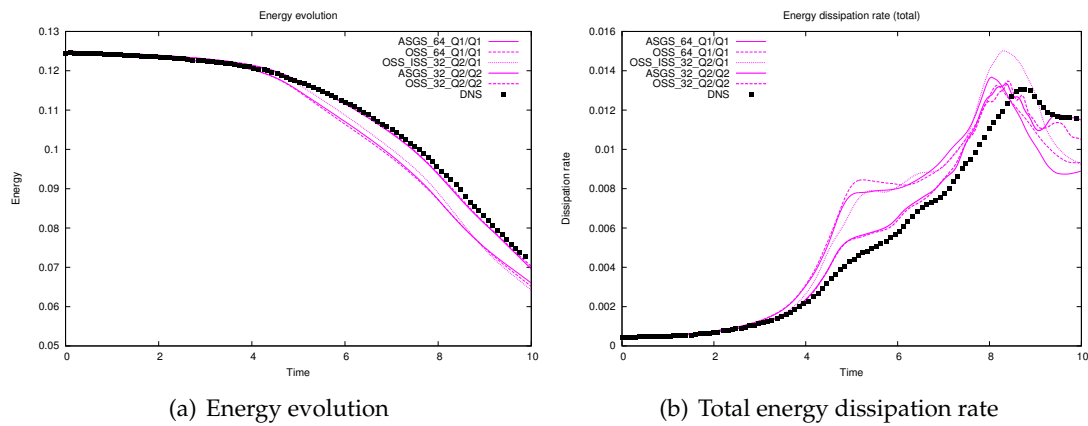 Energy evolution
ASGS_64_Q1/Q1
OSS_64_Q1/Q1
OSS_ISS_32_Q2/Q1
ASGS_32_Q2/Q2
OSS_32_Q2/Q2
DNS
0.13
0.12
0.11
0.1
0.09
0.08
0.07
0.06
0.05
Energy
0 2 4 6 8 10
Time
(a) Energy evolution
Energy dissipation rate (total)
ASGS_64_Q1/Q1
OSS_64_Q1/Q1
OSS_ISS_32_Q2/Q1
ASGS_32_Q2/Q2
OSS_32_Q2/Q2
DNS
0.016
0.014
0.012
0.01
0.008
0.006
0.004
0.002
0
Dissipation rate
0 2 4 6 8 10
Time
(b) Total energy dissipation rate